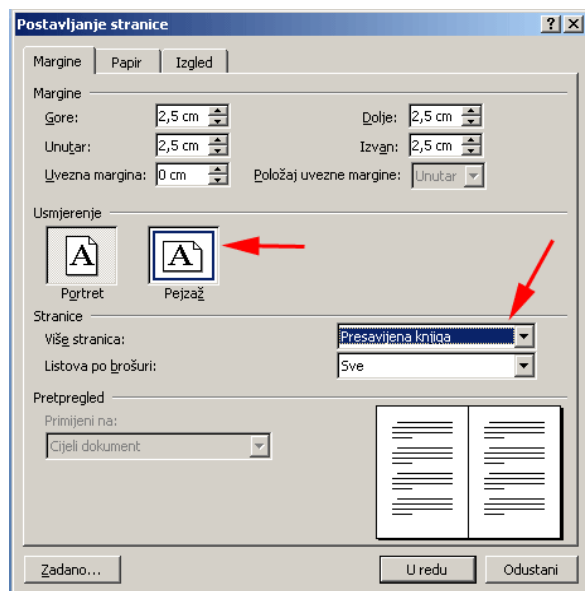 Postavljanje stranice
Margine Papir Izgled
Margine
Gore: 2,5 cm Dolje: 2,5 cm
Unutar: 2,5 cm Izvan: 2,5 cm
Uvezna margina: 0 cm Položaj uvezne margine: Unutar
Usmjerenje
A A
Portret Pejzaž
Stranice
Više stranica: Presavijena knjiga
Listova po brošuri: Sve
Pretpregled
Primijeni na:
Cijeli dokument
Zadano... U redu Odustani